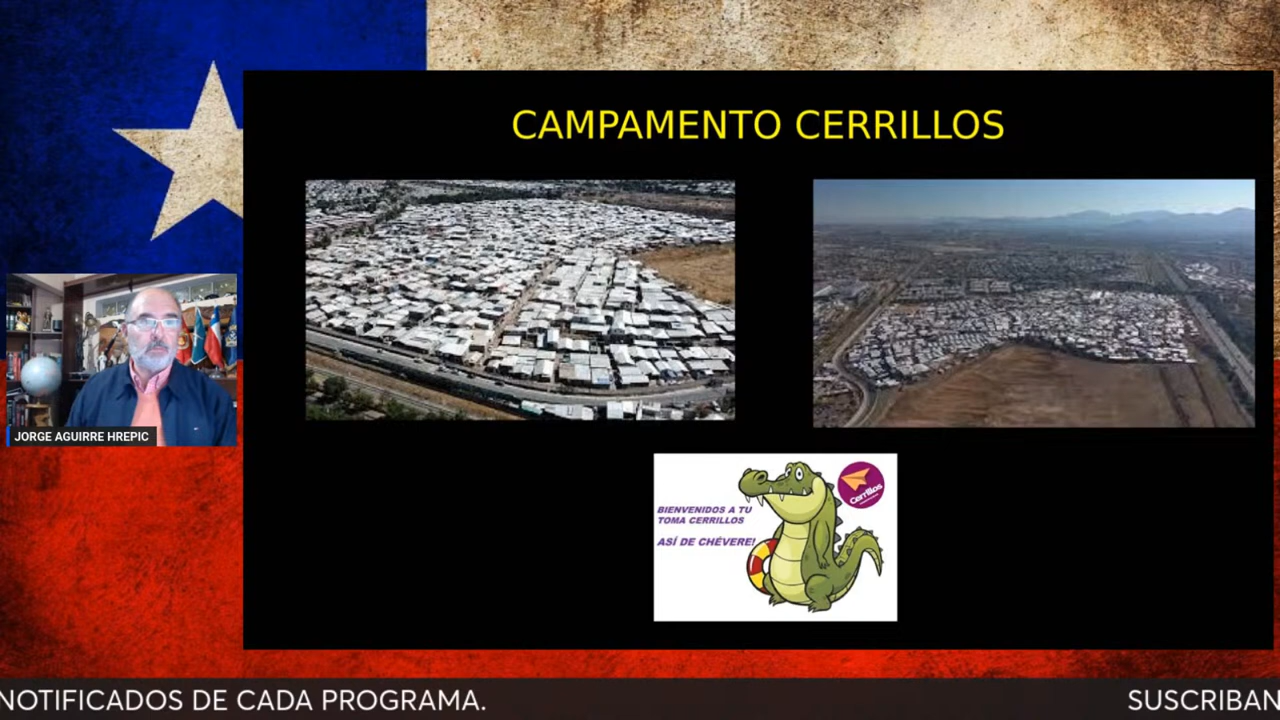 CAMPAMENTO CERRILLOS
JORGE AGUIRRE HREPIC
BIENVENIDOS A TU
TOMA CERRILLOS
ASÍ DE CHÉVERE!
Cerrillos
NOTIFICADOS DE CADA PROGRAMA.
SUSCRIBAN